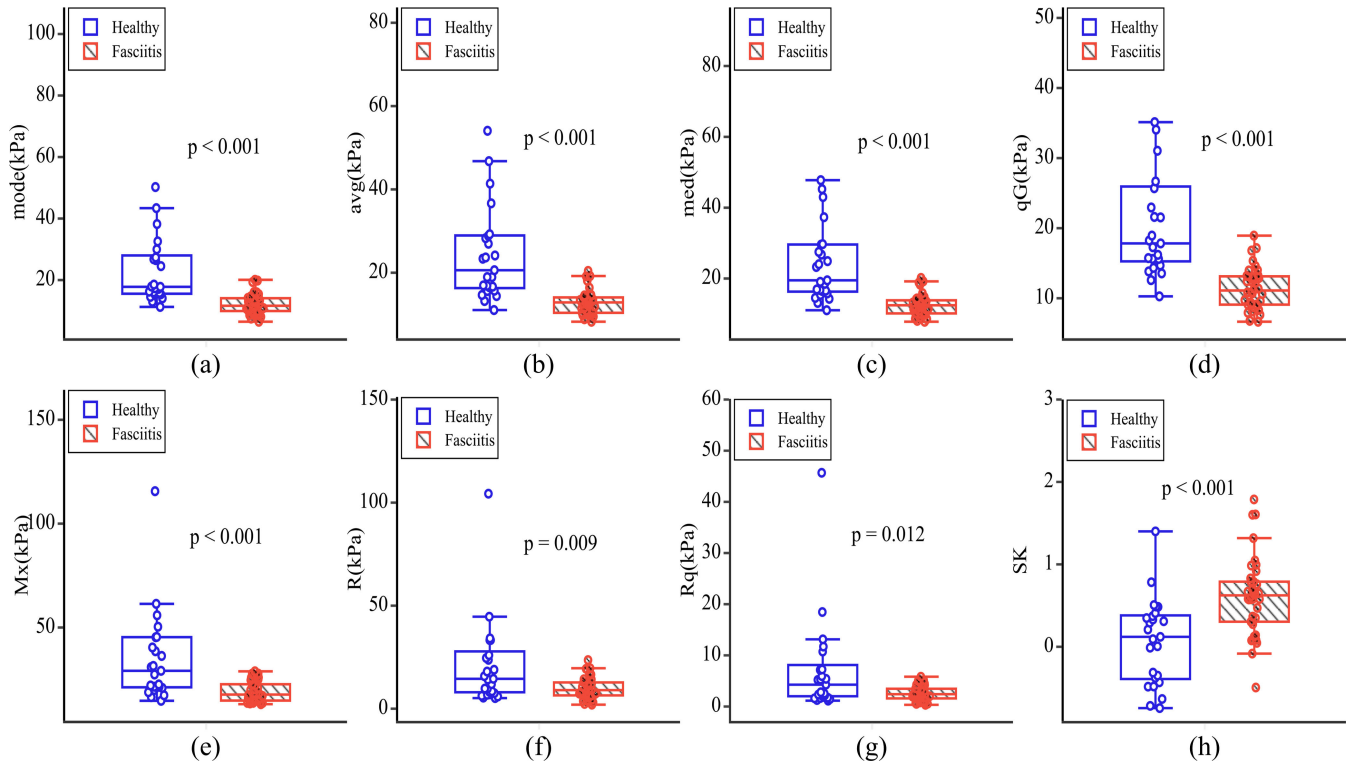 mode(kPa)
100
80
60
40
20
Healthy
Fasciitis
p < 0.001
(a)
avg(kPa)
80
60
40
20
Healthy
Fasciitis
p < 0.001
(b)
med(kPa)
80
60
40
20
Healthy
Fasciitis
p < 0.001
(c)
qG(kPa)
50
40
30
20
10
Healthy
Fasciitis
p < 0.001
(d)
Mx(kPa)
150
100
50
Healthy
Fasciitis
p < 0.001
(e)
R(kPa)
150
100
50
0
Healthy
Fasciitis
p = 0.009
(f)
Rq(kPa)
60
50
40
30
20
10
0
Healthy
Fasciitis
p = 0.012
(g)
SK
3
2
1
0
Healthy
Fasciitis
p < 0.001
(h)